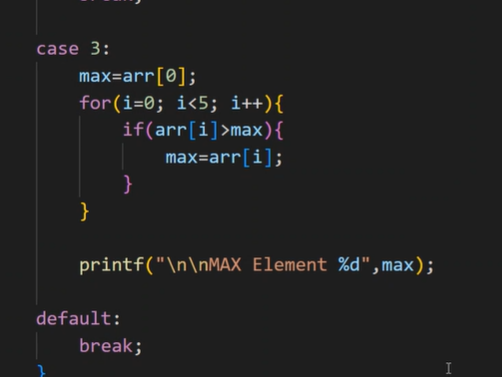 case 3:
max=arr[0];
for(i=0; i<5; i++){
if(arr[i]>max){
max=arr[i];
}
}
printf("\n\nMAX Element %d",max);
default:
break;
}